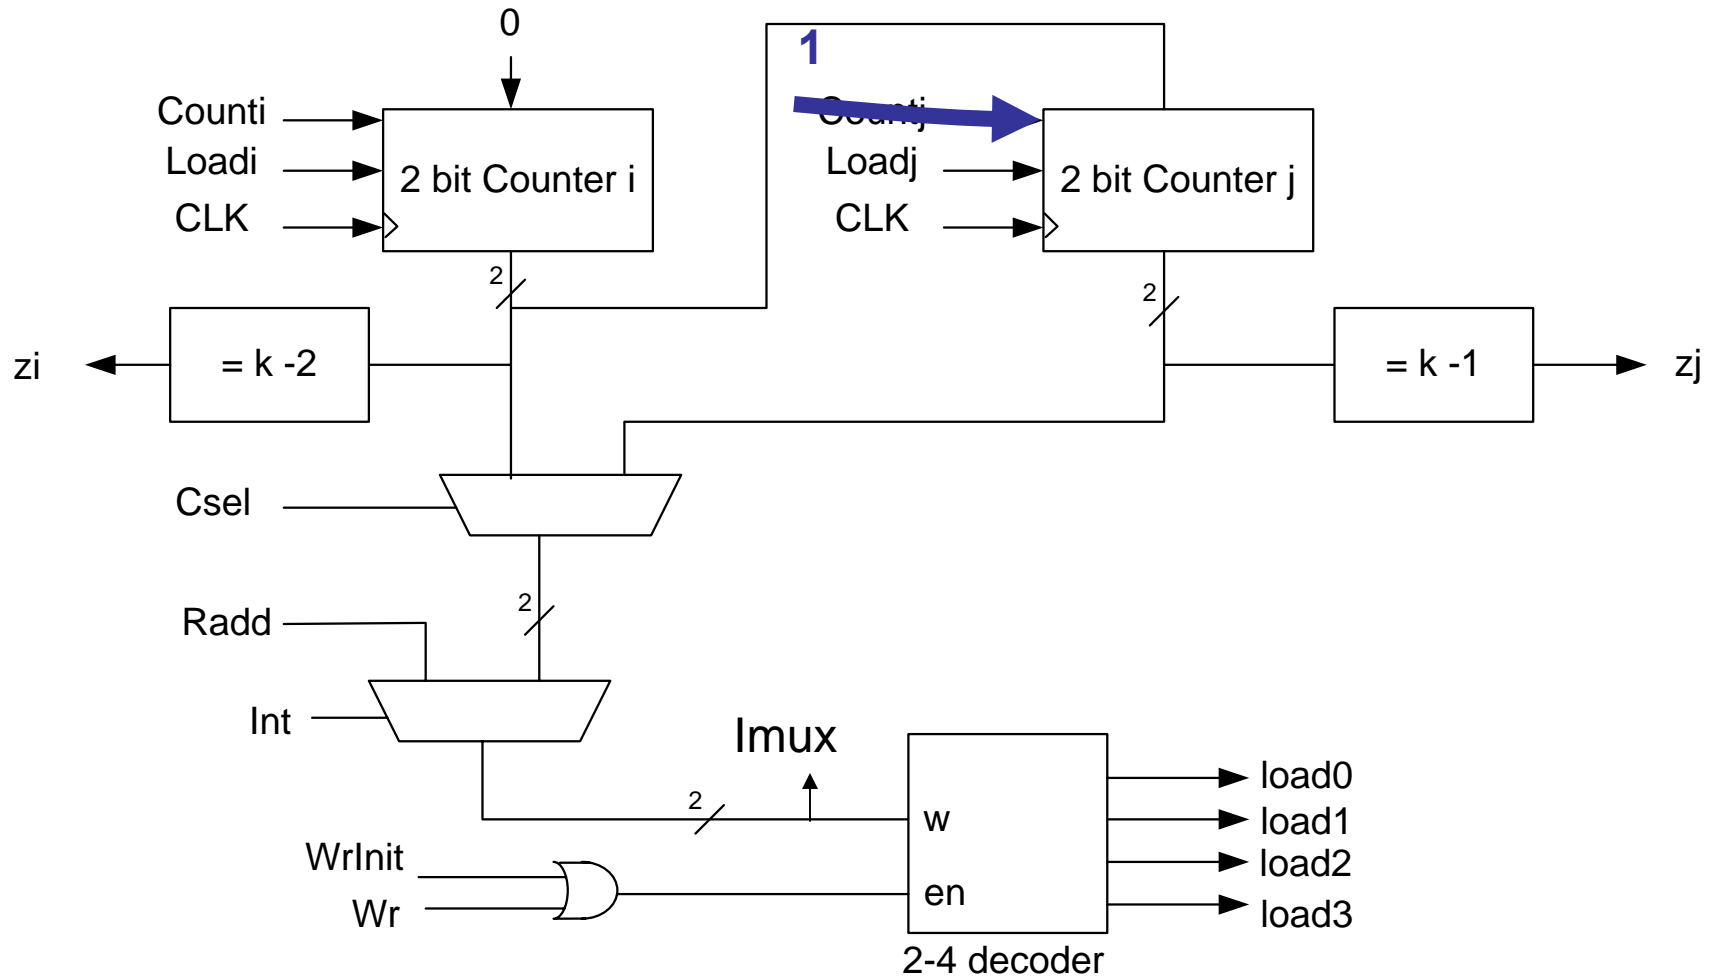 0
1
Counti
Countj
Loadi
Loadj
2 bit Counter i
2 bit Counter j
CLK
CLK
2
2
zi
= k -2
= k -1
zj
Csel
2
Radd
Int
Imux
2
w
load0
load1
load2
load3
WrInit
Wr
en
2-4 decoder